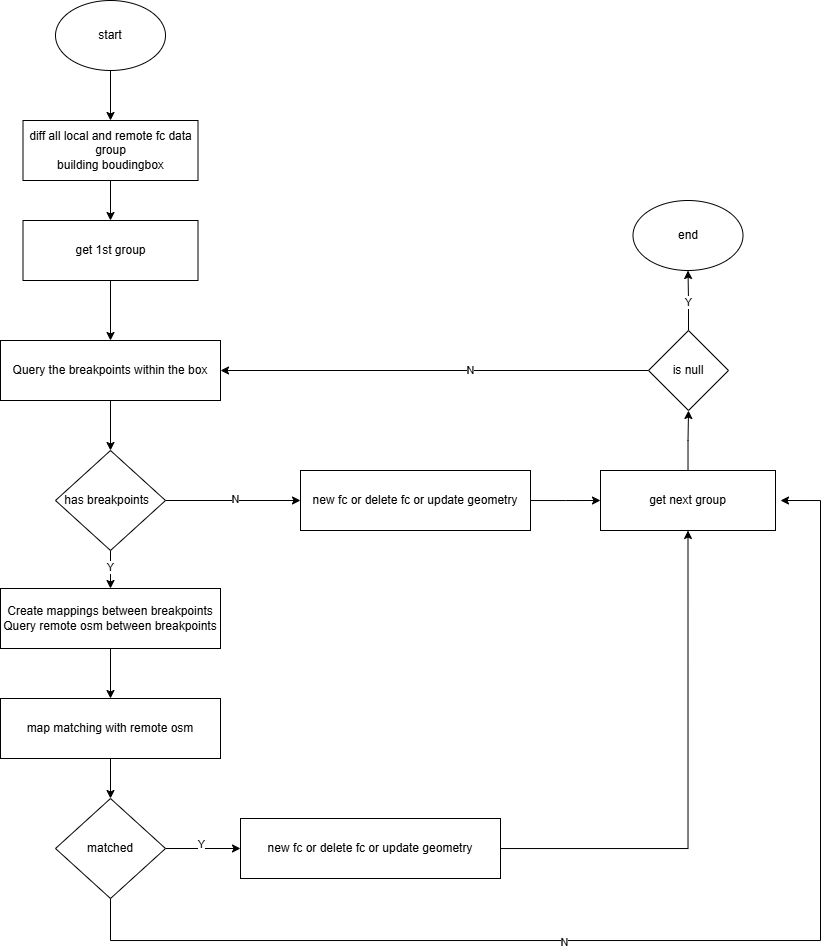 start
diff all local and remote fc data
group
building boudingbox
get 1st group
end
Y
Query the breakpoints within the box
N
is null
has breakpoints
N
new fc or delete fc or update geometry
get next group
Y
Create mappings between breakpoints
Query remote osm between breakpoints
map matching with remote osm
matched
Y
new fc or delete fc or update geometry
N